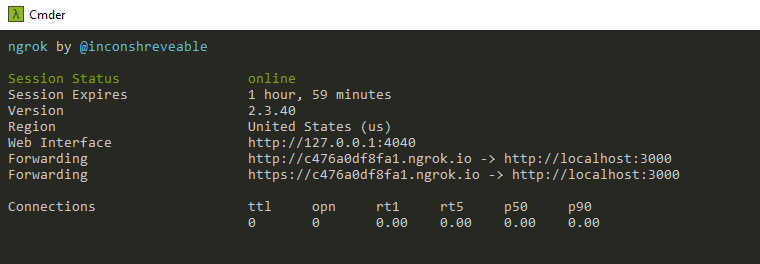 λ Cmder
ngrok by @inconshreveable
Session Status online
Session Expires 1 hour, 59 minutes
Version 2.3.40
Region United States (us)
Web Interface http://127.0.0.1:4040
Forwarding http://c476a0df8fa1.ngrok.io -> http://localhost:3000
Forwarding https://c476a0df8fa1.ngrok.io -> http://localhost:3000
Connections ttl opn rt1 rt5 p50 p90
0 0 0.00 0.00 0.00 0.00